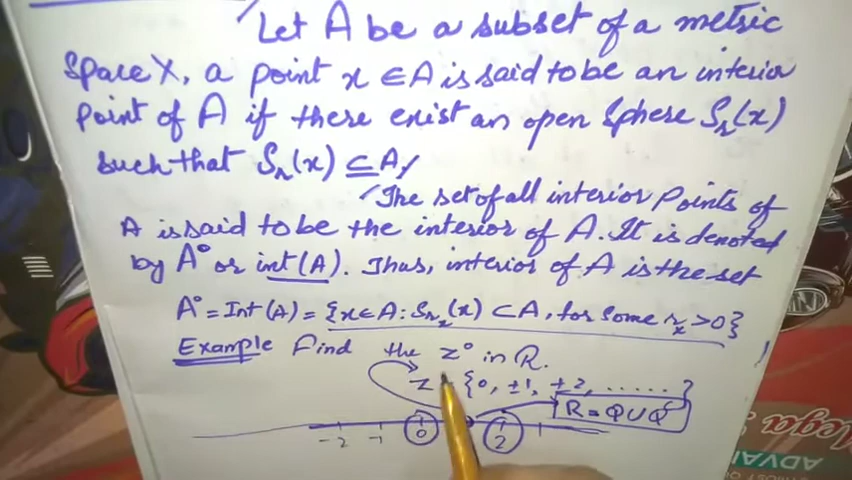 Let A be a subset of a metric
Space X, a point x ∈ A is said to be an interior
Point of A if there exist an open Sphere Sr(x)
such that Sr(x) ⊆ A
The set of all interior points of
A is said to be the interior of A. It is denoted
by A° or int(A). Thus, interior of A is the set
A° = Int(A) = {x∈A: Srx(x) ⊂ A, for some rx > 0}
Example Find the Z° in R.
Z = {0, ±1, ±2, ......}
R = Q ∪ Qᶜ
-2 -1 0 2 1
ega
ADVA